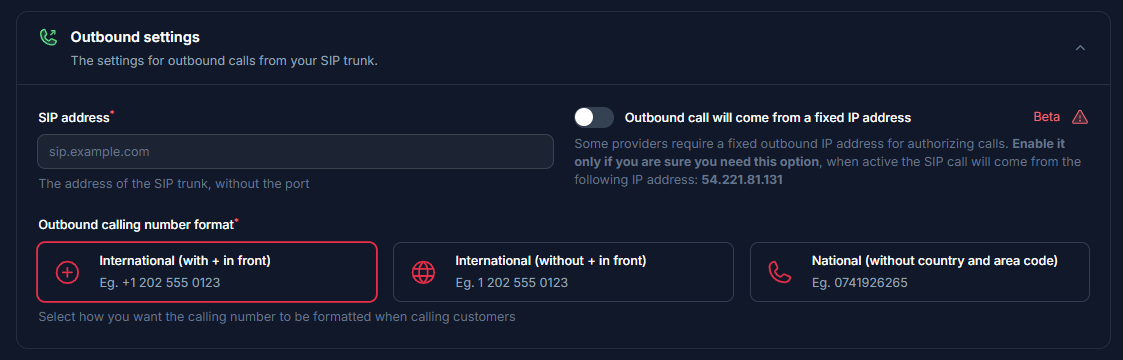 Outbound settings
The settings for outbound calls from your SIP trunk.
SIP address*
sip.example.com
The address of the SIP trunk, without the port
Outbound call will come from a fixed IP address
Beta
Some providers require a fixed outbound IP address for authorizing calls. Enable it
only if you are sure you need this option, when active the SIP call will come from the
following IP address: 54.221.81.131
Outbound calling number format*
International (with + in front)
Eg. +1 202 555 0123
International (without + in front)
Eg. 1 202 555 0123
National (without country and area code)
Eg. 0741926265
Select how you want the calling number to be formatted when calling customers